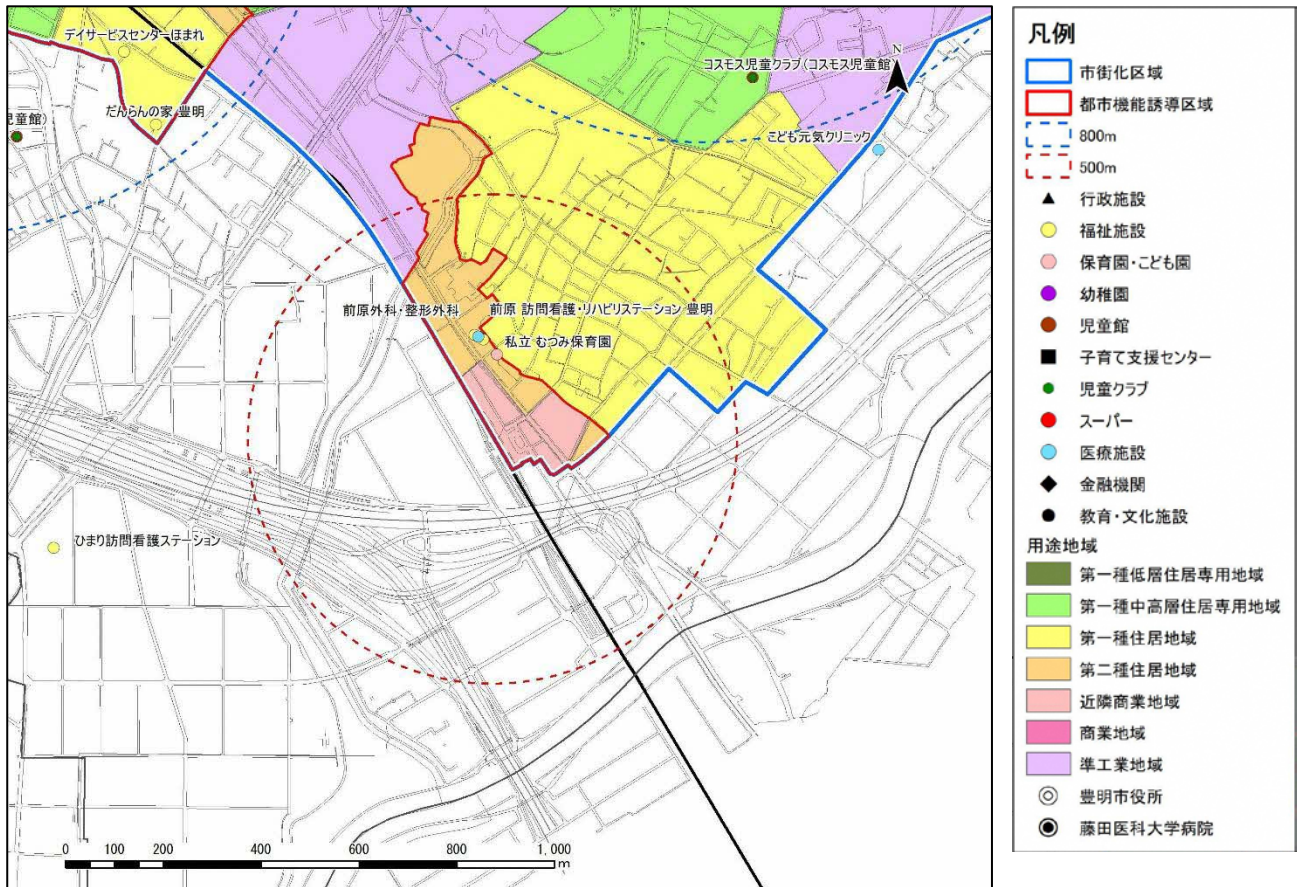 デイサービスセンターほまれ
コスモス児童クラブ(コスモス児童館)
N
だんらんの家 豊明
児童館)
こども元気クリニック
前原外科・整形外科
前原 訪問看護・リハビリステーション 豊明
私立 むつみ保育園
ひまり訪問看護ステーション
0 100 200 400 600 800 1,000
m
凡例
市街化区域
都市機能誘導区域
800m
500m
行政施設
福祉施設
保育園・こども園
幼稚園
児童館
子育て支援センター
児童クラブ
スーパー
医療施設
金融機関
教育・文化施設
用途地域
第一種低層住居専用地域
第一種中高層住居専用地域
第一種住居地域
第二種住居地域
近隣商業地域
商業地域
準工業地域
豊明市役所
藤田医科大学病院